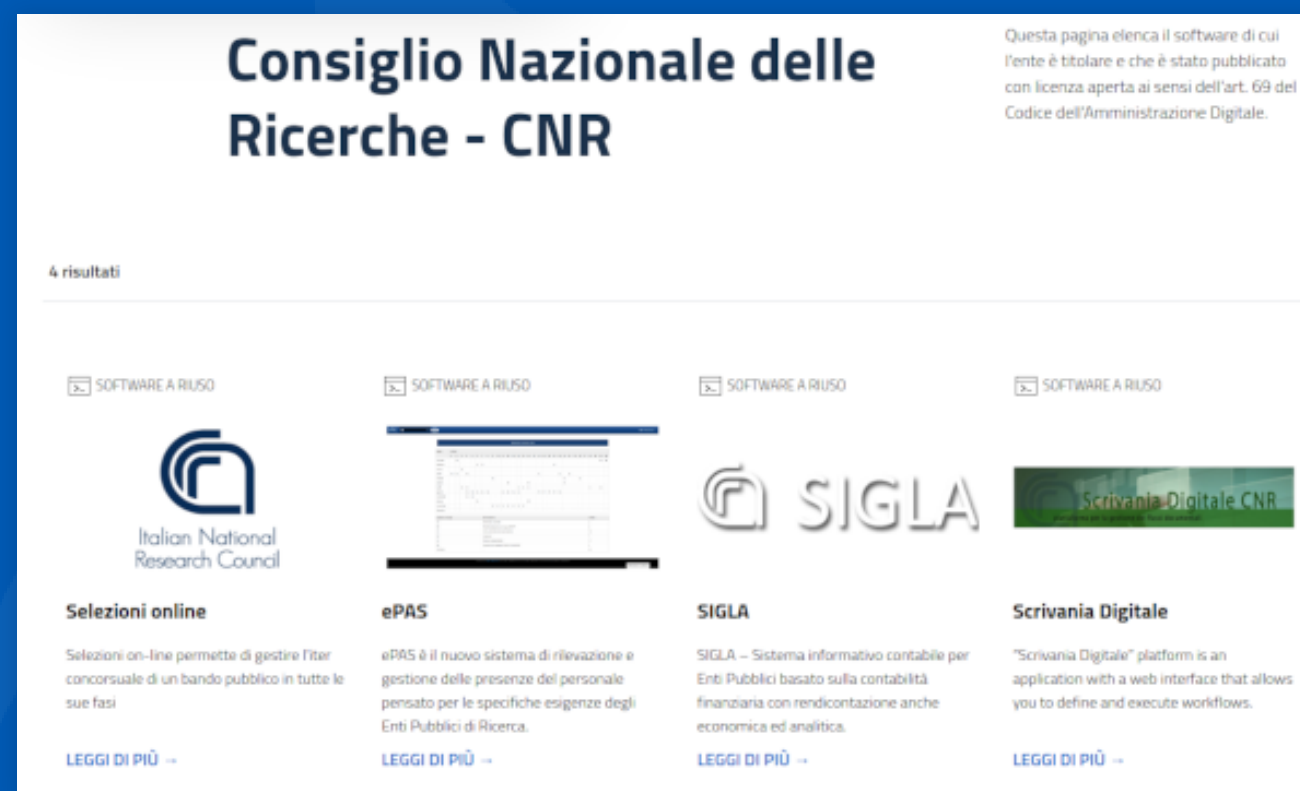 Consiglio Nazionale delle
Ricerche - CNR
Questa pagina elenca il software di cui
l'ente è titolare e che è stato pubblicato
con licenza aperta ai sensi dell'art. 69 del
Codice dell'Amministrazione Digitale.
4 risultati
SOFTWARE A RIUSO
Italian National
Research Council
Selezioni online
Selezioni on-line permette di gestire l'iter
concorsuale di un bando pubblico in tutte le
sue fasi
LEGGI DI PIÙ →
SOFTWARE A RIUSO
ePAS
ePAS è il nuovo sistema di rilevazione e
gestione delle presenze del personale
pensato per le specifiche esigenze degli
Enti Pubblici di Ricerca.
LEGGI DI PIÙ →
SOFTWARE A RIUSO
SIGLA
SIGLA
SIGLA – Sistema informativo contabile per
Enti Pubblici basato sulla contabilità
finanziaria con rendicontazione anche
economica ed analitica.
LEGGI DI PIÙ →
SOFTWARE A RIUSO
Scrivania Digitale CNR
Scrivania Digitale
"Scrivania Digitale" platform is an
application with a web interface that allows
you to define and execute workflows.
LEGGI DI PIÙ →